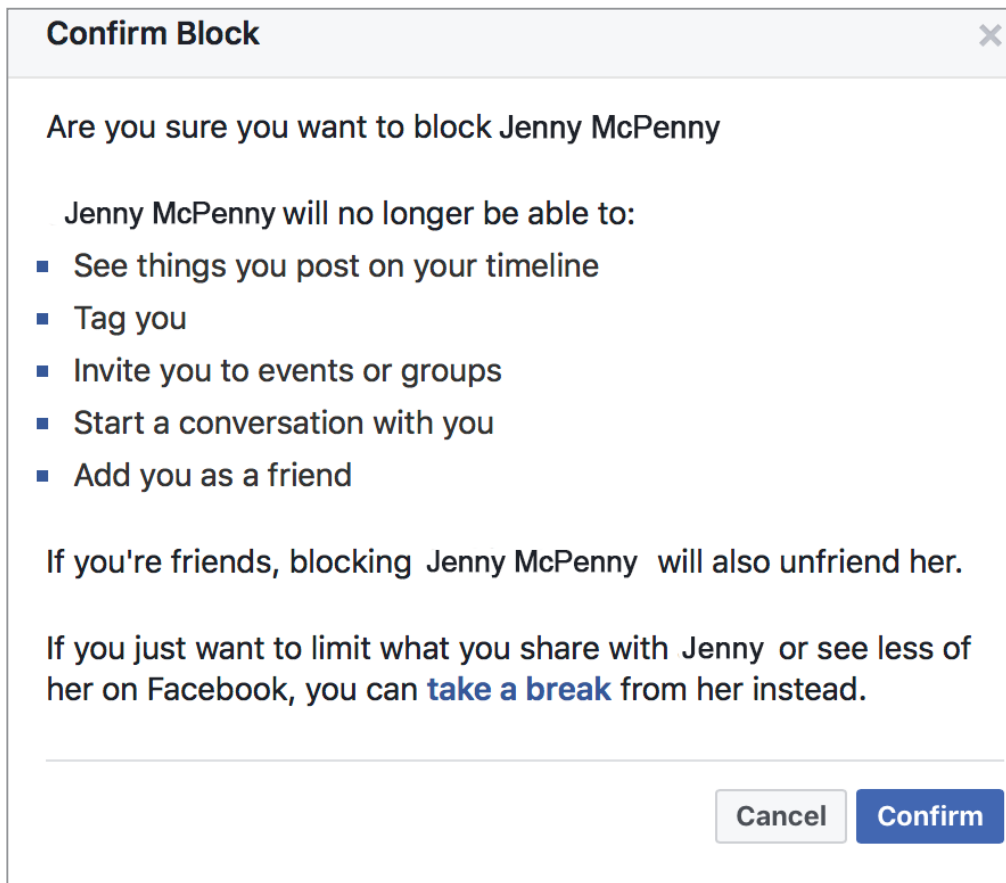 Confirm Block
Are you sure you want to block Jenny McPenny
Jenny McPenny will no longer be able to:
See things you post on your timeline
Tag you
Invite you to events or groups
Start a conversation with you
Add you as a friend
If you're friends, blocking Jenny McPenny will also unfriend her.
If you just want to limit what you share with Jenny or see less of
her on Facebook, you can take a break from her instead.
Cancel Confirm